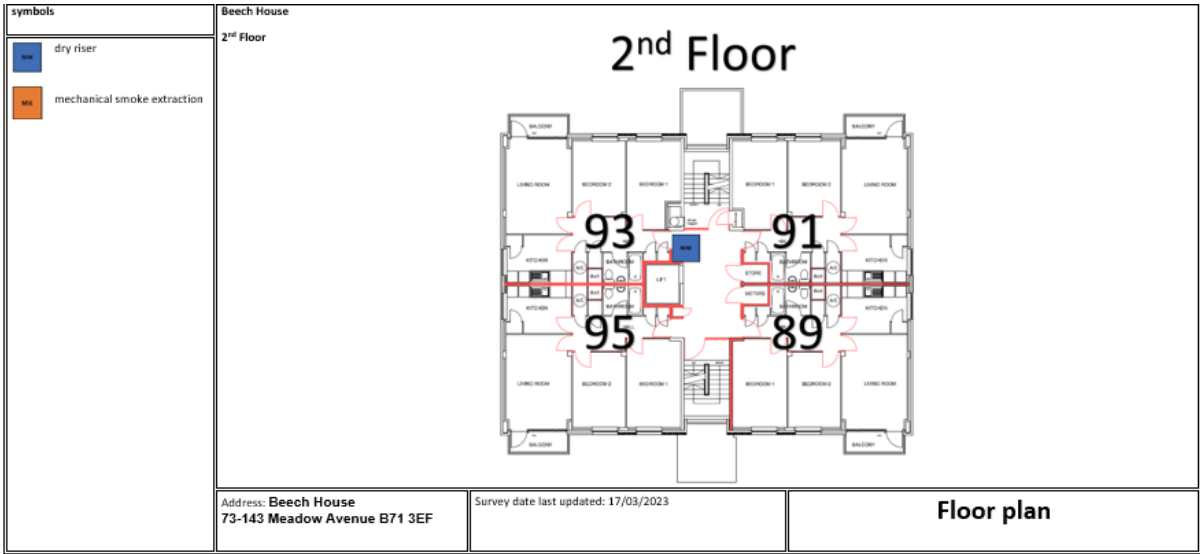 symbols
dry riser
MSE
mechanical smoke extraction
Beech House
2nd Floor
2nd Floor
BALCONY
BALCONY
LIVING ROOM
BEDROOM 2
BEDROOM 1
BEDROOM 1
BEDROOM 2
LIVING ROOM
93
91
KITCHEN
BATHROOM
BATHROOM
KITCHEN
A/C
A/C
LIFT
STORE
METERS
KITCHEN
A/C
BATHROOM
BATHROOM
A/C
KITCHEN
95
HALL
89
LIVING ROOM
BEDROOM 2
BEDROOM 1
BEDROOM 1
BEDROOM 2
LIVING ROOM
BALCONY
BALCONY
Address: Beech House
73-143 Meadow Avenue B71 3EF
Survey date last updated: 17/03/2023
Floor plan